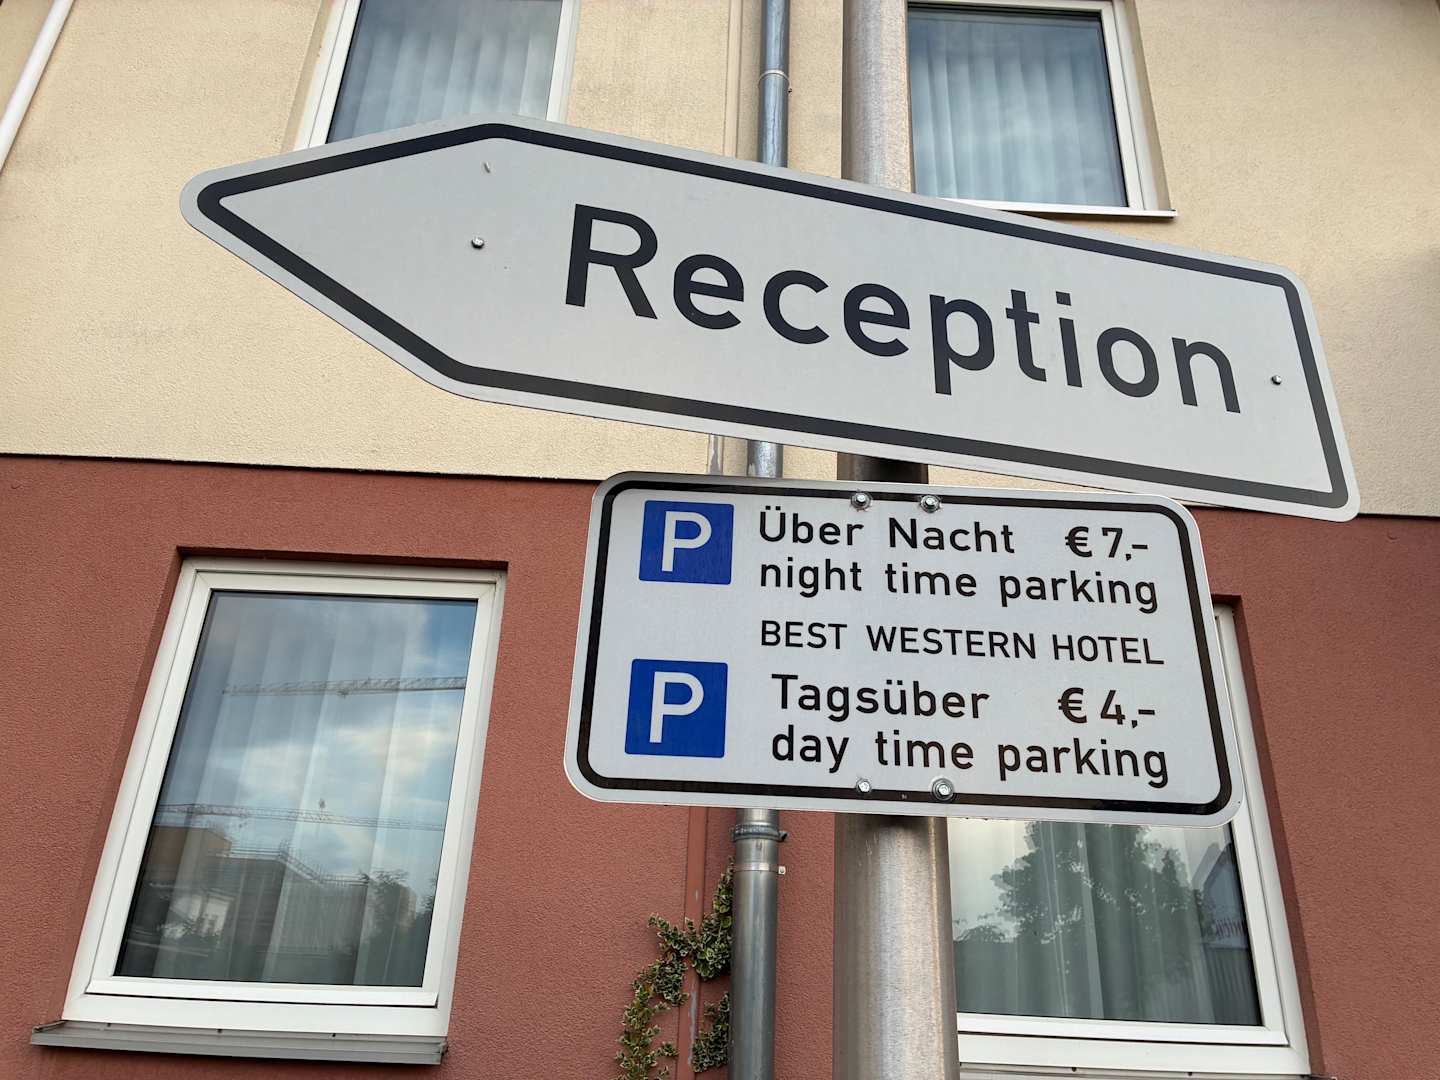 Reception
P Über Nacht € 7,-
night time parking
BEST WESTERN HOTEL
P Tagsüber € 4,-
day time parking